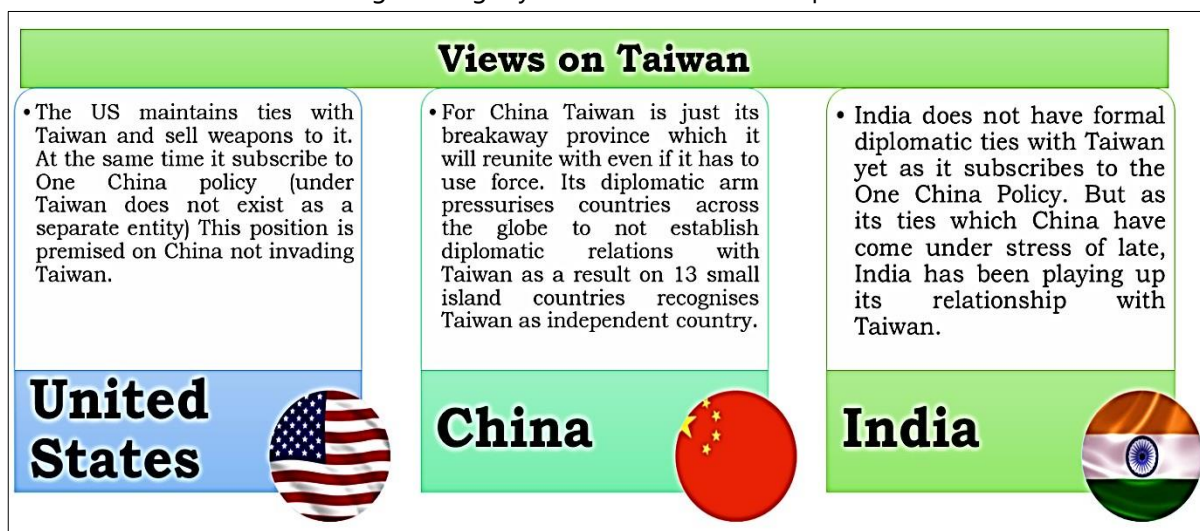 Views on Taiwan
• The US maintains ties with
Taiwan and sell weapons to it.
At the same time it subscribe to
One China policy (under
Taiwan does not exist as a
separate entity) This position is
premised on China not invading
Taiwan.
United
States
• For China Taiwan is just its
breakaway province which it
will reunite with even if it has to
use force. Its diplomatic arm
pressurises countries across
the globe to not establish
diplomatic relations with
Taiwan as a result on 13 small
island countries recognises
Taiwan as independent country.
China
• India does not have formal
diplomatic ties with Taiwan
yet as it subscribes to the
One China Policy. But as
its ties which China have
come under stress of late,
India has been playing up
its relationship with
Taiwan.
India